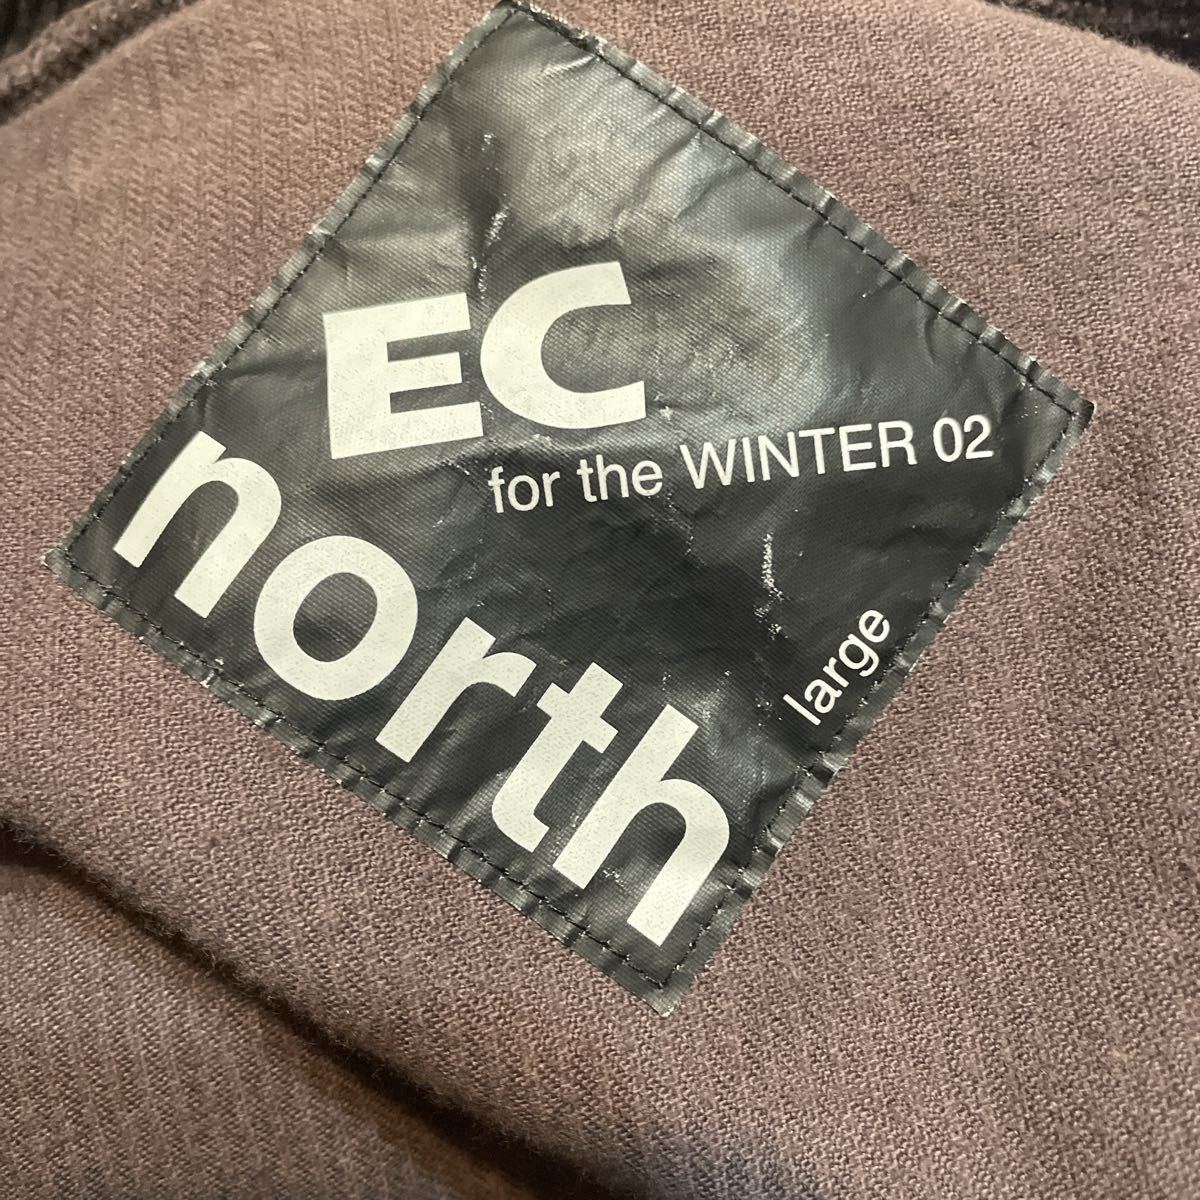 EC
for the WINTER 02
north
large